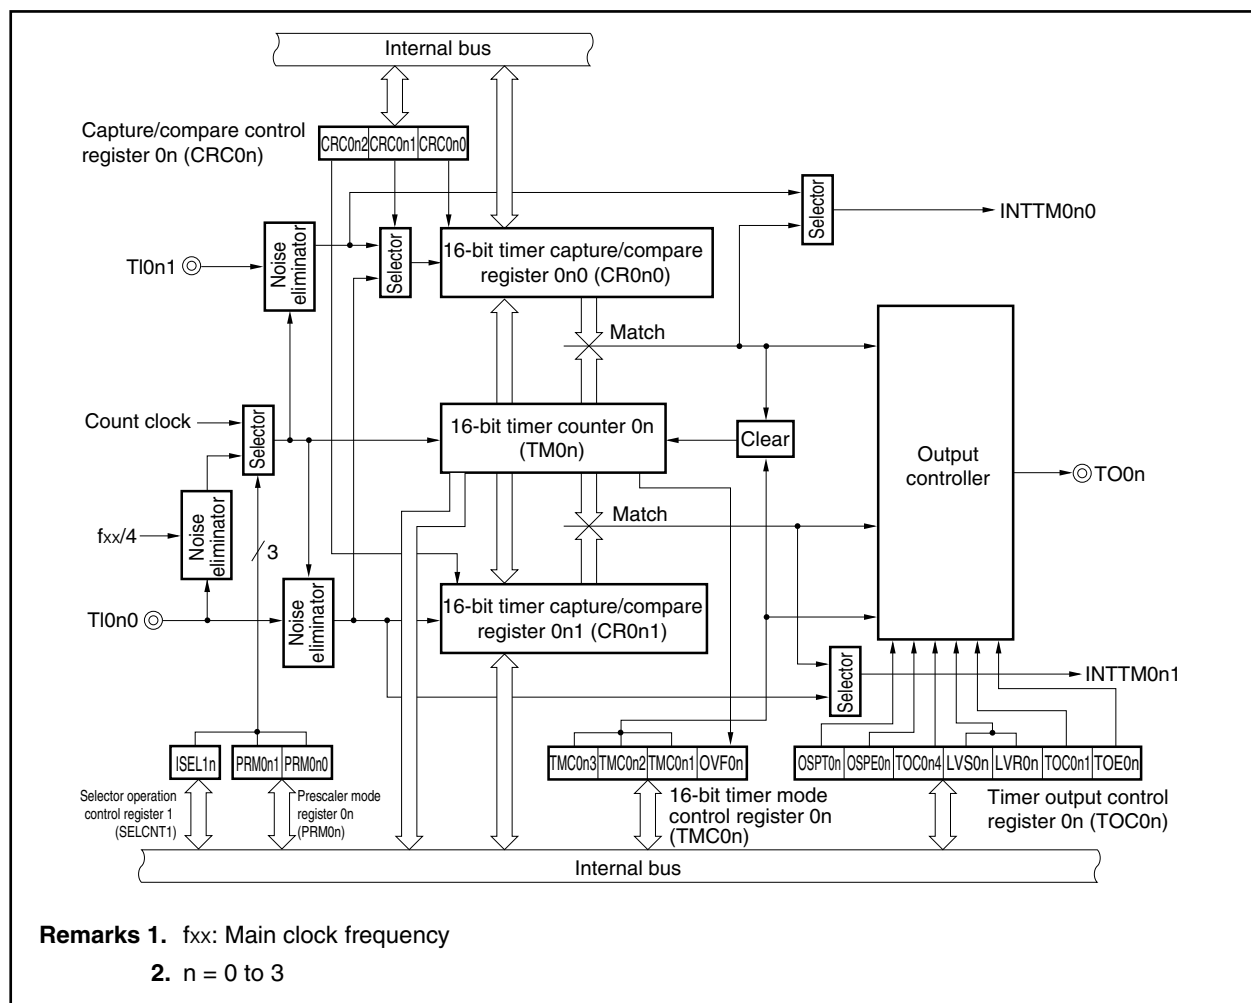 Internal bus
Capture/compare control
register 0n (CRC0n)
CRC0n2 CRC0n1 CRC0n0
Selector
INTTM0n0
Noise
eliminator
Selector
16-bit timer capture/compare
register 0n0 (CR0n0)
TI0n1
Match
Count clock
Selector
16-bit timer counter 0n
(TM0n)
Clear
Output
controller
TO0n
fxx/4
Noise
eliminator
3
Match
TI0n0
Noise
eliminator
16-bit timer capture/compare
register 0n1 (CR0n1)
Selector
INTTM0n1
ISEL1n
PRM0n1 PRM0n0
TMC0n3 TMC0n2 TMC0n1 OVF0n
OSPT0n OSPE0n TOC0n4 LVS0n LVR0n TOC0n1 TOE0n
Selector operation
control register 1
(SELCNT1)
Prescaler mode
register 0n
(PRM0n)
16-bit timer mode
control register 0n
(TMC0n)
Timer output control
register 0n (TOC0n)
Internal bus
Remarks 1. fxx: Main clock frequency
2. n = 0 to 3